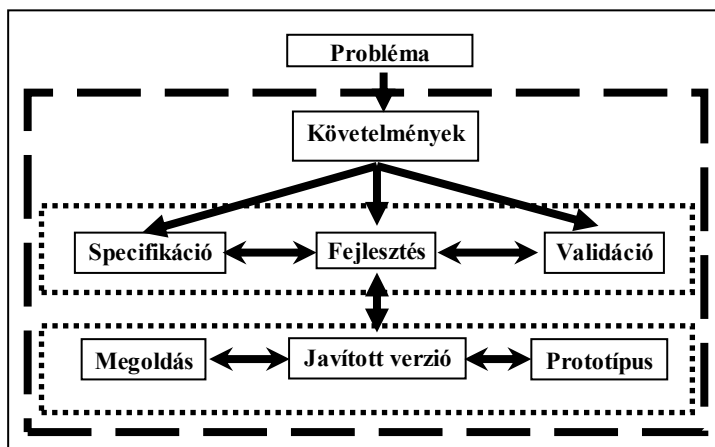 Probléma
Követelmények
Specifikáció
Fejlesztés
Validáció
Megoldás
Javított verzió
Prototípus